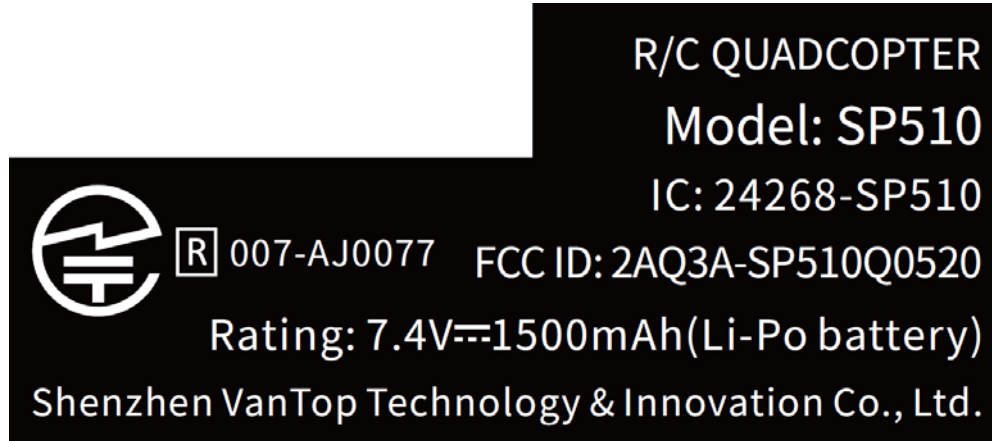 R/C QUADCOPTER
Model: SP510
IC: 24268-SP510
R 007-AJ0077
FCC ID: 2AQ3A-SP510Q0520
Rating: 7.4V⎓1500mAh(Li-Po battery)
Shenzhen VanTop Technology & Innovation Co., Ltd.